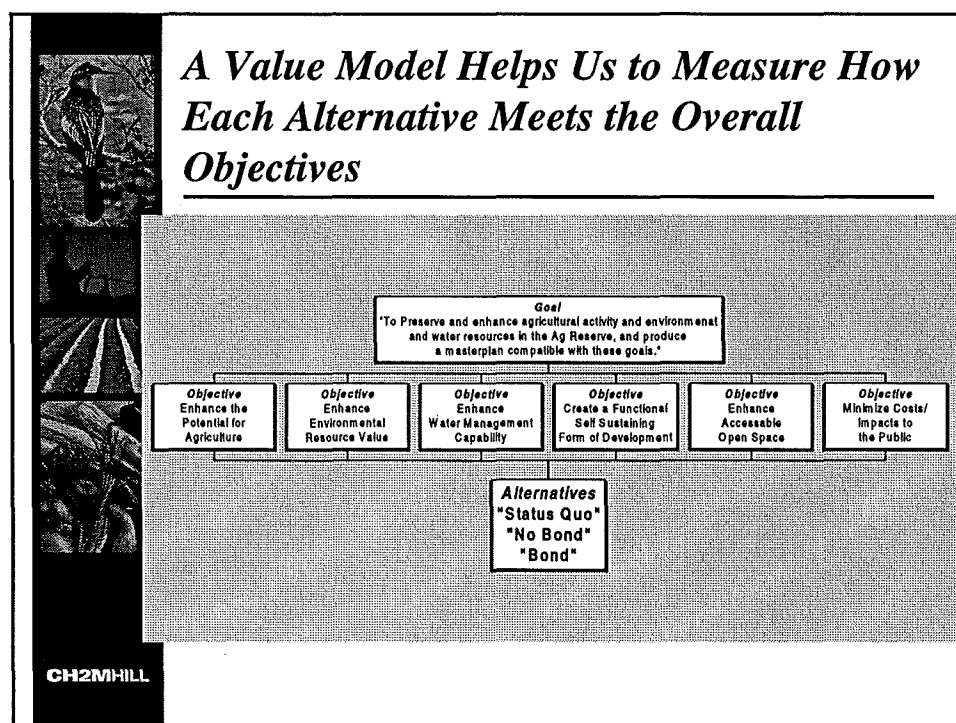 A Value Model Helps Us to Measure How
Each Alternative Meets the Overall
Objectives
Goal
"To Preserve and enhance agricultural activity and environmenat
and water resources in the Ag Reserve, and produce
a masterplan compatible with these goals."
Objective
Enhance the
Potential for
Agriculture
Objective
Enhance
Environmental
Resource Value
Objective
Enhance
Water Management
Capability
Objective
Create a Functional
Self Sustaining
Form of Development
Objective
Enhance
Accessable
Open Space
Objective
Minimize Costs/
Impacts to
the Public
Alternatives
"Status Quo"
"No Bond"
"Bond"
CH2MHILL